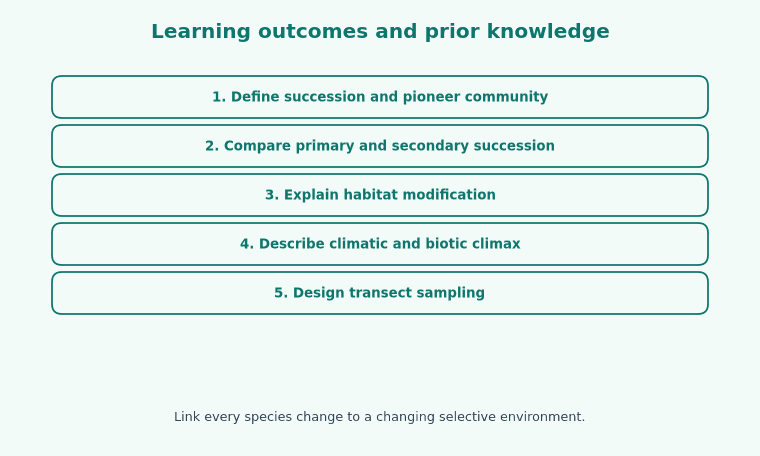 Learning outcomes and prior knowledge
1. Define succession and pioneer community
2. Compare primary and secondary succession
3. Explain habitat modification
4. Describe climatic and biotic climax
5. Design transect sampling
Link every species change to a changing selective environment.